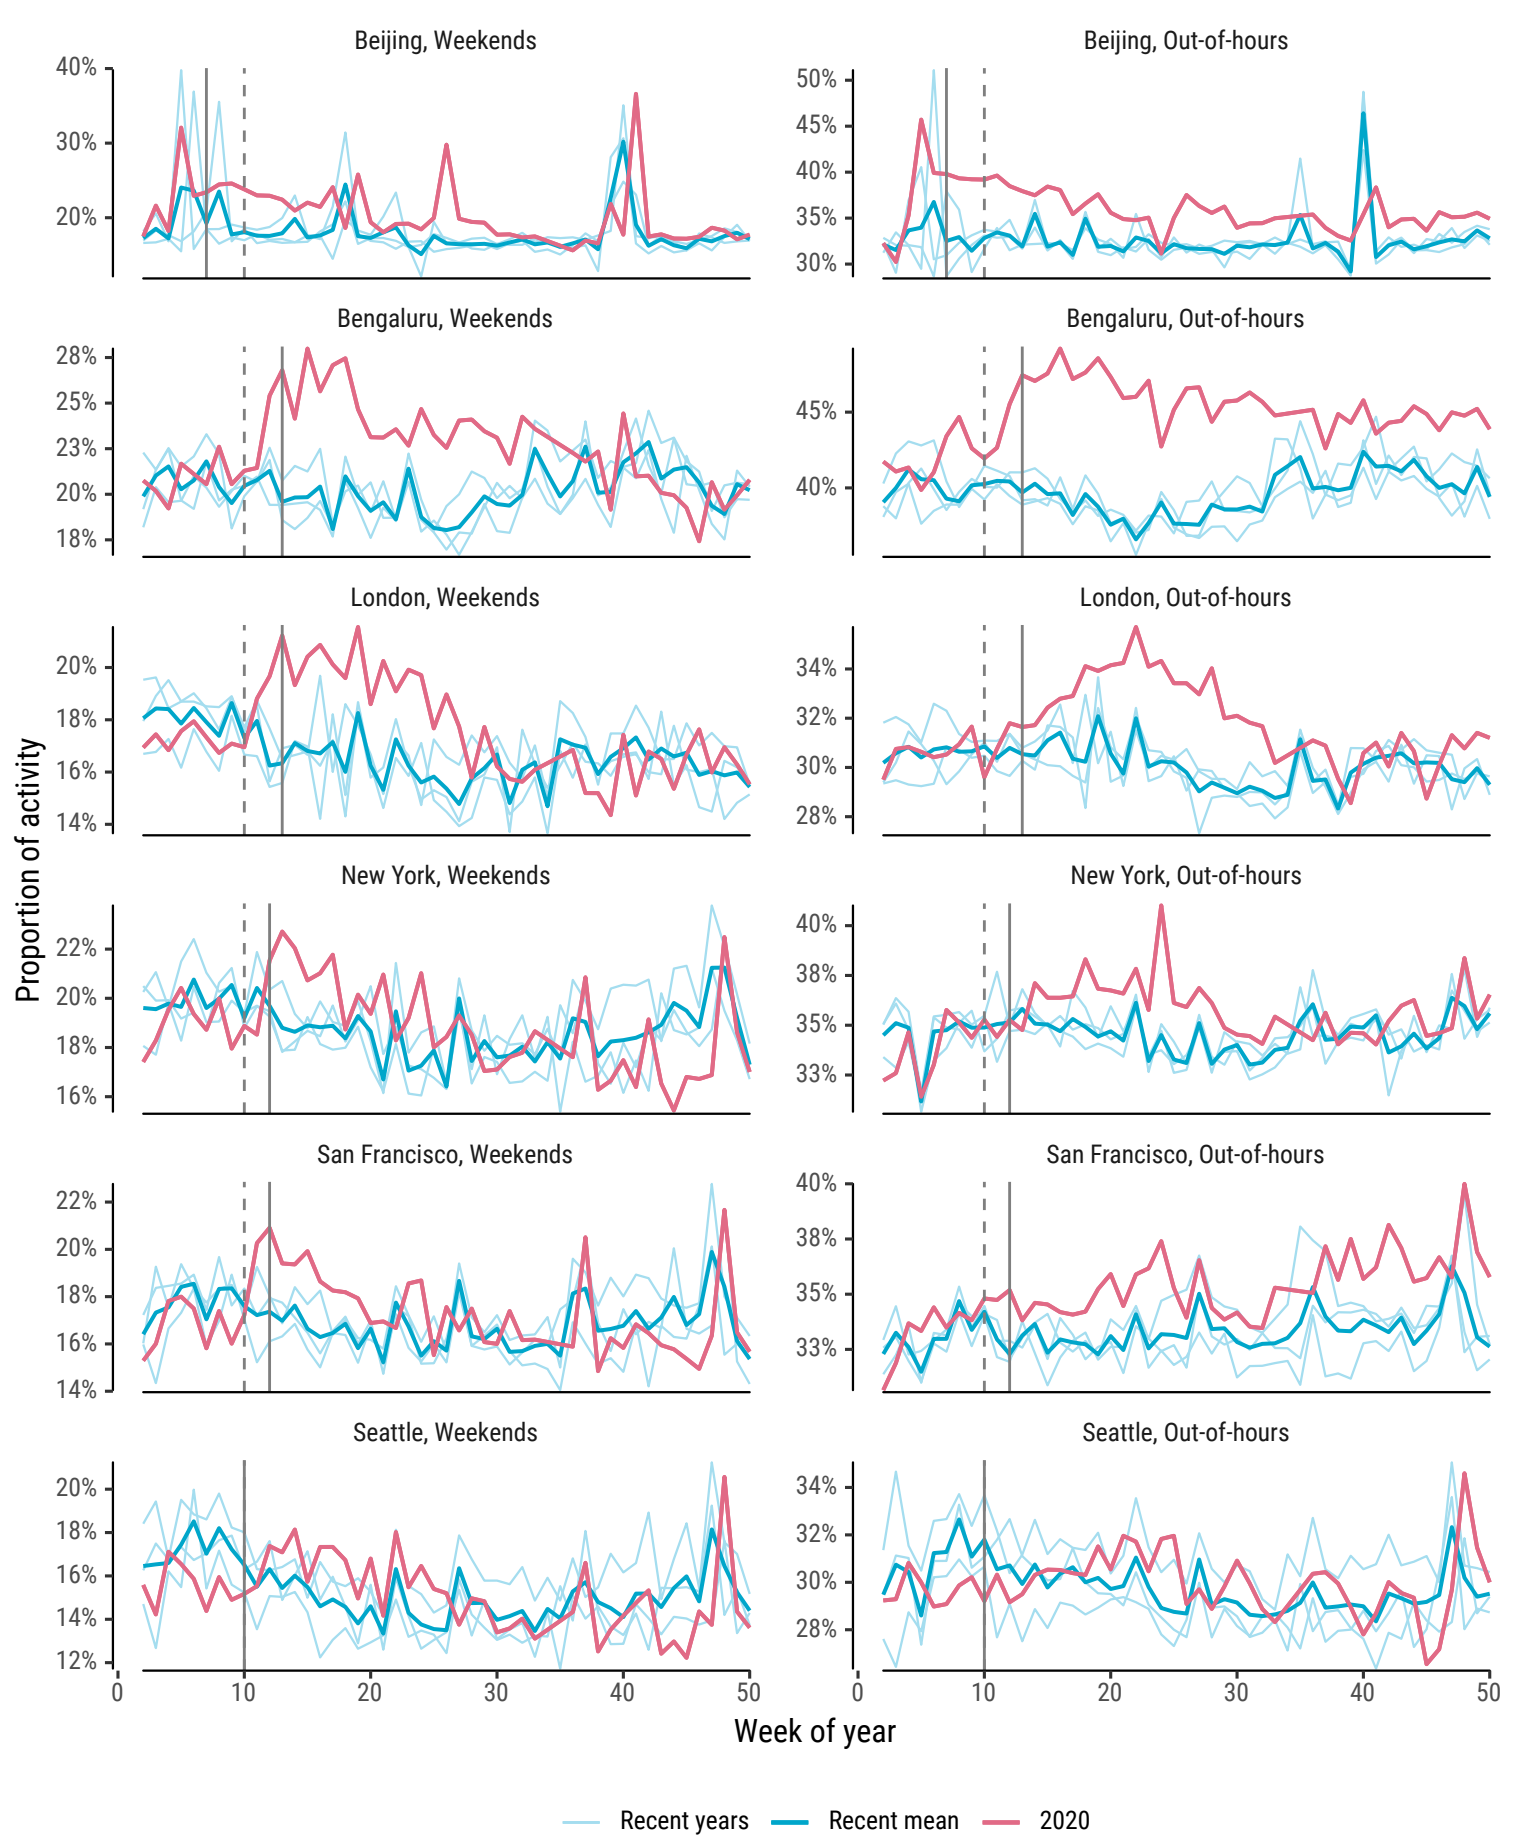 Beijing, Weekends
Beijing, Out-of-hours
40%
30%
20%
50%
45%
40%
35%
30%
Bengaluru, Weekends
Bengaluru, Out-of-hours
28%
25%
23%
20%
18%
45%
40%
London, Weekends
London, Out-of-hours
20%
18%
16%
14%
34%
32%
30%
28%
Proportion of activity
New York, Weekends
New York, Out-of-hours
22%
20%
18%
16%
40%
38%
35%
33%
San Francisco, Weekends
San Francisco, Out-of-hours
22%
20%
18%
16%
14%
40%
38%
35%
33%
Seattle, Weekends
Seattle, Out-of-hours
20%
18%
16%
14%
12%
34%
32%
30%
28%
0 10 20 30 40 50
0 10 20 30 40 50
Week of year
Recent years Recent mean 2020